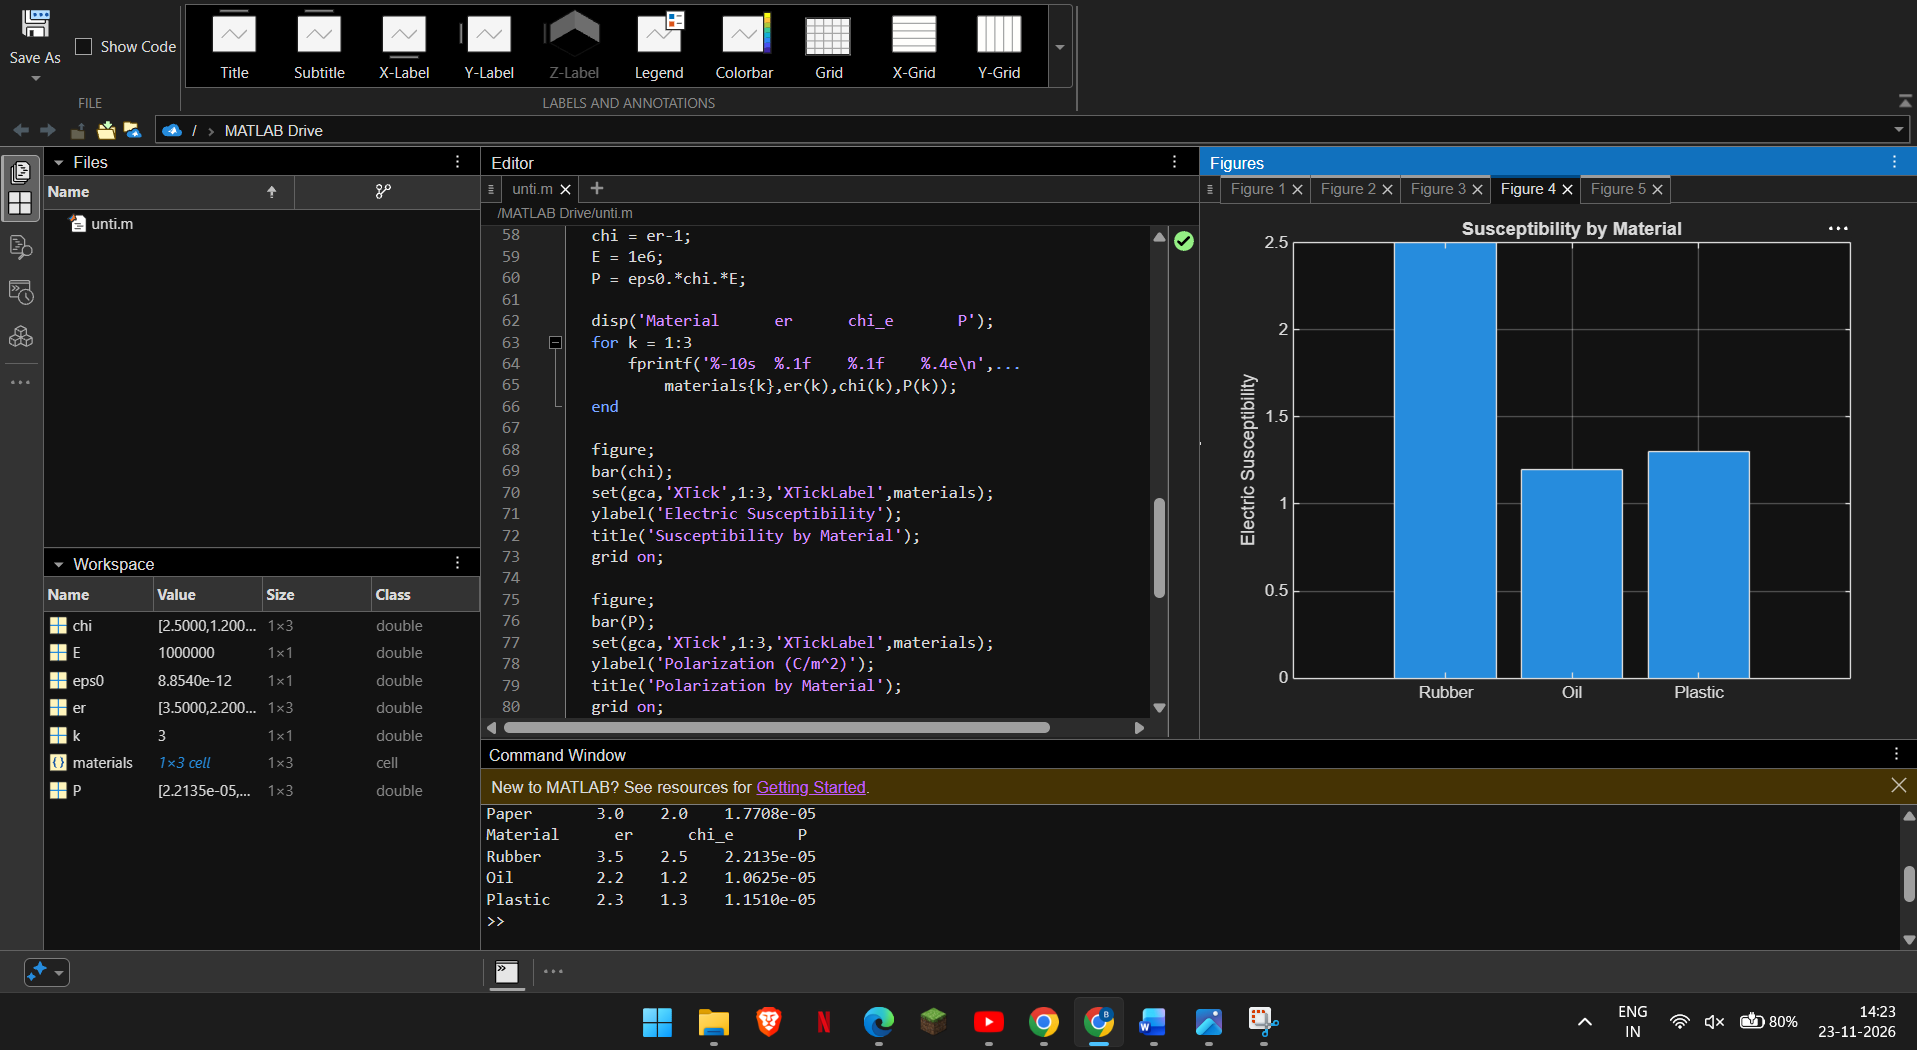 Save As
Show Code
FILE
Title
Subtitle
X-Label
Y-Label
Z-Label
Legend
Colorbar
Grid
X-Grid
Y-Grid
LABELS AND ANNOTATIONS
/ › MATLAB Drive
Files
Name
unti.m
Workspace
Name Value Size Class
chi [2.5000,1.200... 1×3 double
E 1000000 1×1 double
eps0 8.8540e-12 1×1 double
er [3.5000,2.200... 1×3 double
k 3 1×1 double
materials 1×3 cell 1×3 cell
P [2.2135e-05,... 1×3 double
Editor
unti.m
/MATLAB Drive/unti.m
58 chi = er-1;
59 E = 1e6;
60 P = eps0.*chi.*E;
61
62 disp('Material      er      chi_e       P');
63 for k = 1:3
64 fprintf('%-10s  %.1f    %.1f    %.4e\n',...
65 materials{k},er(k),chi(k),P(k));
66 end
67
68 figure;
69 bar(chi);
70 set(gca,'XTick',1:3,'XTickLabel',materials);
71 ylabel('Electric Susceptibility');
72 title('Susceptibility by Material');
73 grid on;
74
75 figure;
76 bar(P);
77 set(gca,'XTick',1:3,'XTickLabel',materials);
78 ylabel('Polarization (C/m^2)');
79 title('Polarization by Material');
80 grid on;
Figures
Figure 1 Figure 2 Figure 3 Figure 4 Figure 5
Susceptibility by Material
2.5
2
1.5
1
0.5
0
Electric Susceptibility
Rubber Oil Plastic
Command Window
New to MATLAB? See resources for Getting Started.
Paper 3.0 2.0 1.7708e-05
Material er chi_e P
Rubber 3.5 2.5 2.2135e-05
Oil 2.2 1.2 1.0625e-05
Plastic 2.3 1.3 1.1510e-05
>>
ENG
IN
80%
14:23
23-11-2026